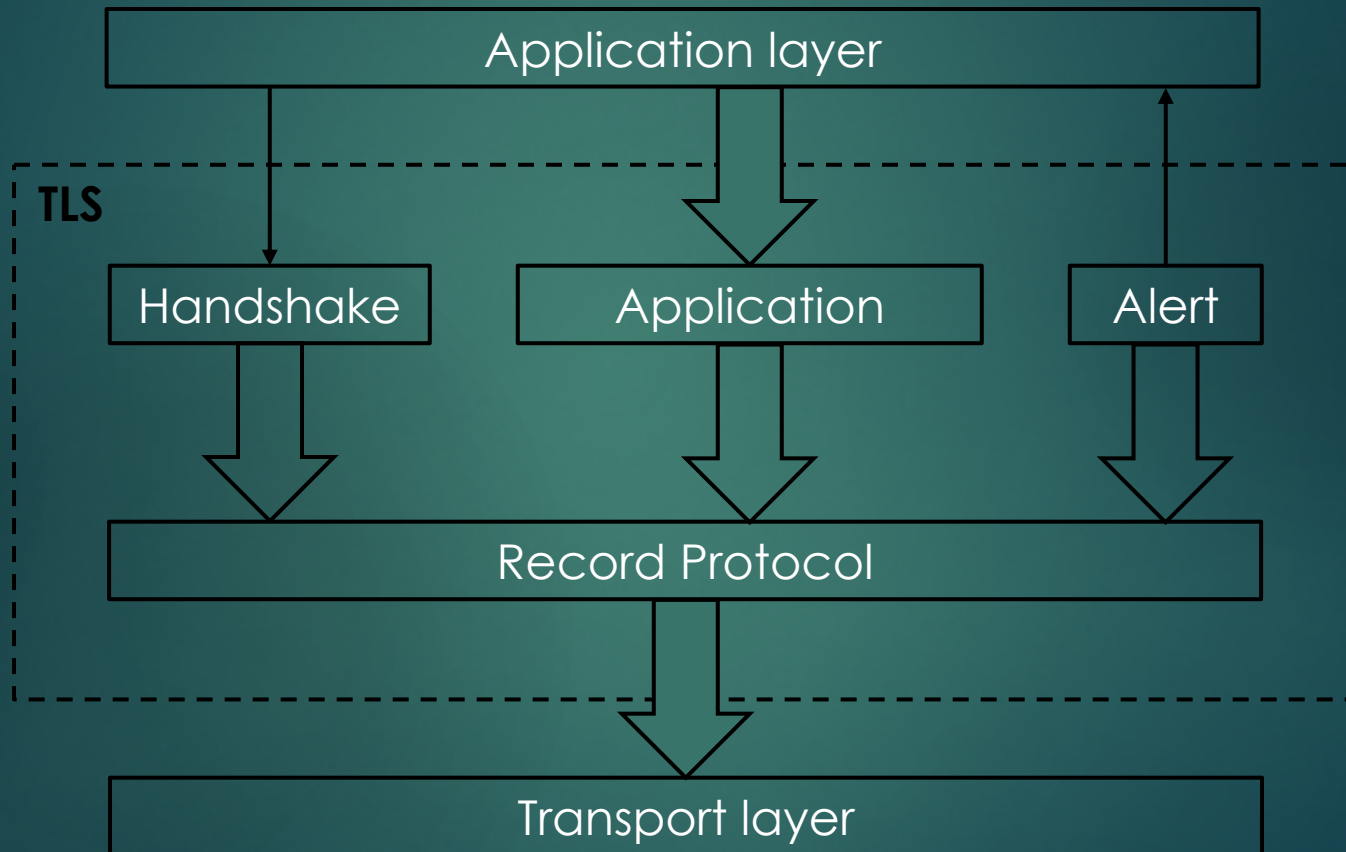 Application layer
TLS
Handshake
Application
Alert
Record Protocol
Transport layer